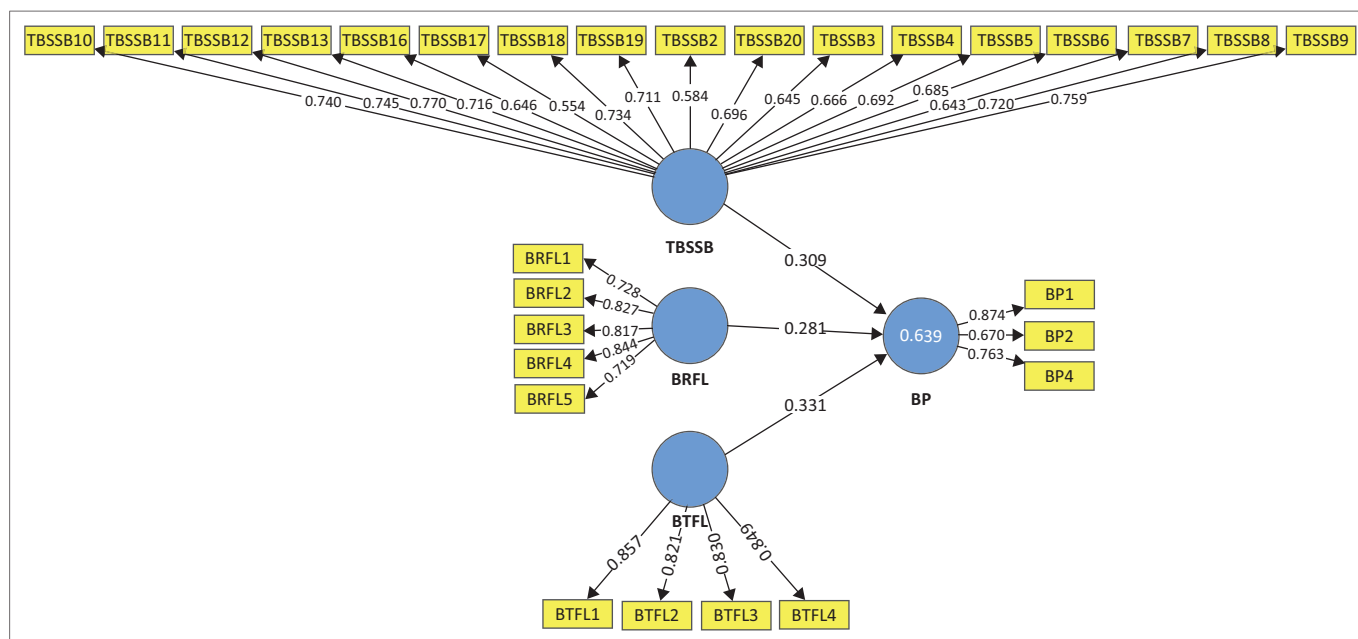 TBSSB10 TBSSB11 TBSSB12 TBSSB13 TBSSB16 TBSSB17 TBSSB18 TBSSB19 TBSSB2 TBSSB20 TBSSB3 TBSSB4 TBSSB5 TBSSB6 TBSSB7 TBSSB8 TBSSB9
0.740 0.745 0.770 0.716 0.646 0.554 0.734 0.711 0.584 0.696 0.645 0.666 0.692 0.685 0.643 0.720 0.759
TBSSB
0.309
BRFL1
0.728
BRFL2
0.827
BRFL3
0.817
BRFL4
0.844
BRFL5
0.719
BRFL
0.281
0.639
BP
0.874
BP1
0.670
BP2
0.763
BP4
0.331
BTFL
0.857 0.821 0.830 0.849
BTFL1 BTFL2 BTFL3 BTFL4